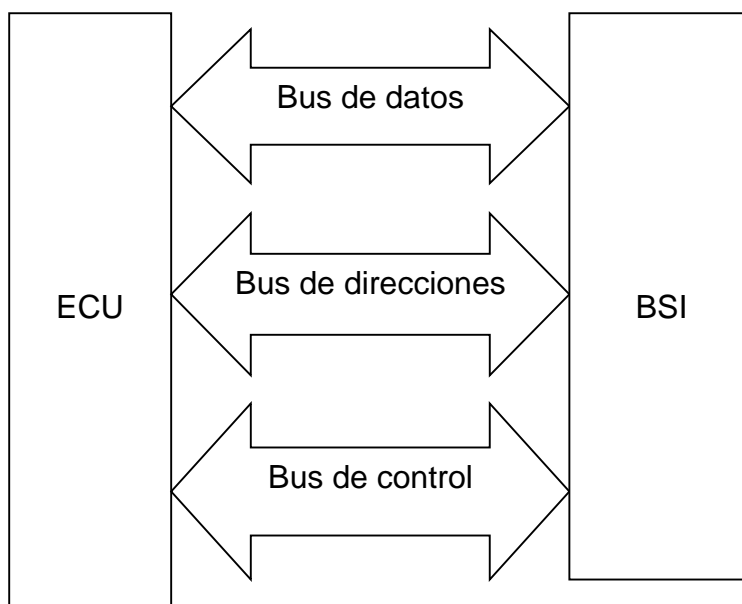 Bus de datos
Bus de direcciones
ECU
BSI
Bus de control